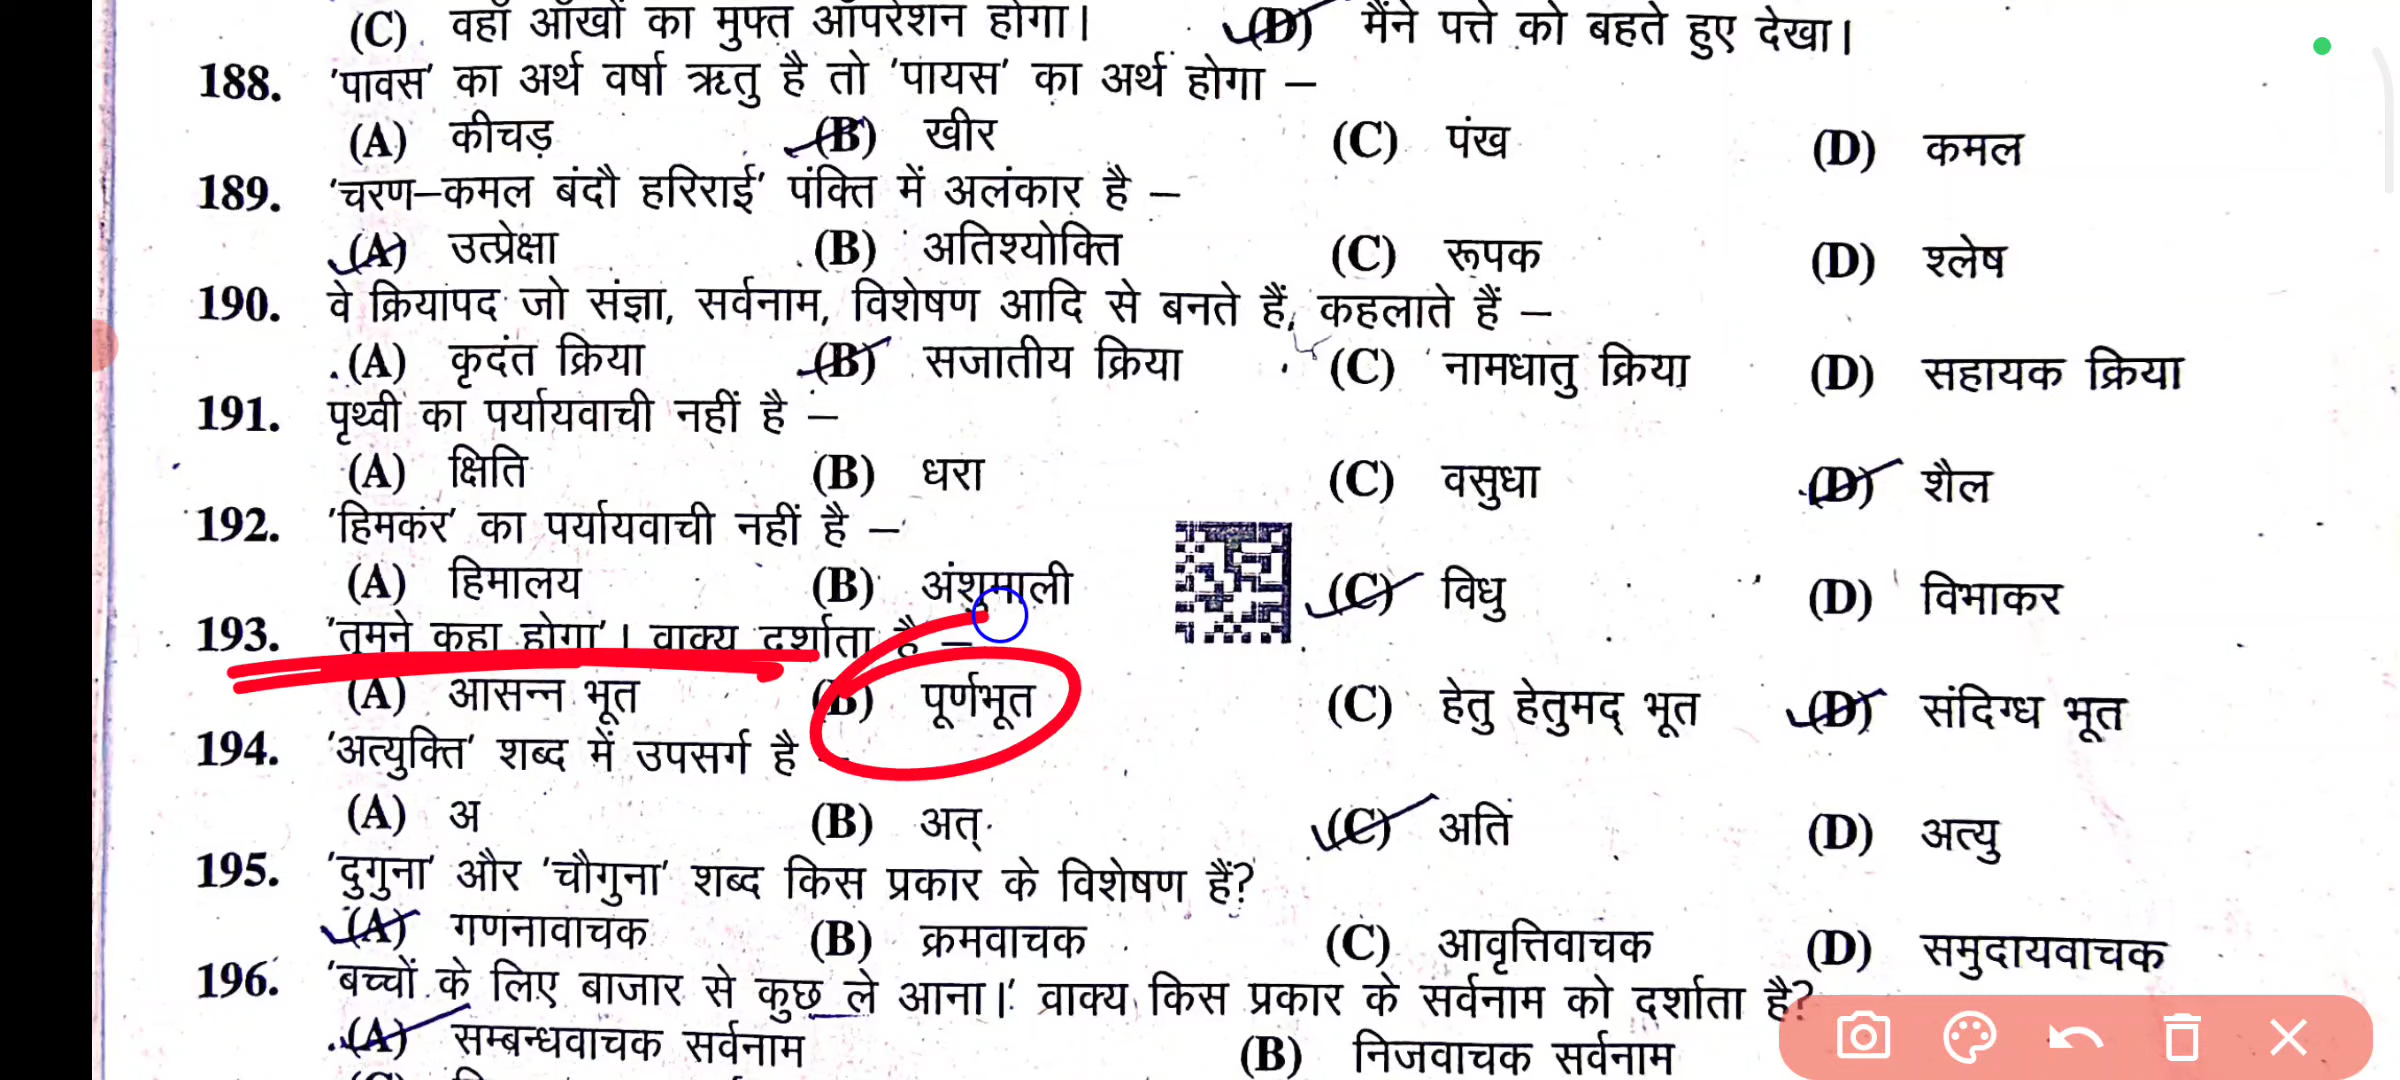 (C) वहाँ आँखों का मुफ्त ऑपरेशन होगा। (D) मैंने पत्ते को बहते हुए देखा।
188. 'पावस' का अर्थ वर्षा ऋतु है तो 'पायस' का अर्थ होगा –
(A) कीचड़ (B) खीर (C) पंख (D) कमल
189. 'चरण–कमल बंदौ हरिराई' पंक्ति में अलंकार है –
(A) उत्प्रेक्षा (B) अतिश्योक्ति (C) रूपक (D) श्लेष
190. वे क्रियापद जो संज्ञा, सर्वनाम, विशेषण आदि से बनते हैं, कहलाते हैं –
(A) कृदंत क्रिया (B) सजातीय क्रिया (C) नामधातु क्रिया (D) सहायक क्रिया
191. पृथ्वी का पर्यायवाची नहीं है –
(A) क्षिति (B) धरा (C) वसुधा (D) शैल
192. 'हिमकर' का पर्यायवाची नहीं है –
(A) हिमालय (B) अंशुमाली (C) विधु (D) विभाकर
193. 'तुमने कहा होगा'। वाक्य दर्शाता है –
(A) आसन्न भूत (B) पूर्णभूत (C) हेतु हेतुमद् भूत (D) संदिग्ध भूत
194. 'अत्युक्ति' शब्द में उपसर्ग है –
(A) अ (B) अत् (C) अति (D) अत्यु
195. 'दुगुना' और 'चौगुना' शब्द किस प्रकार के विशेषण हैं?
(A) गणनावाचक (B) क्रमवाचक (C) आवृत्तिवाचक (D) समुदायवाचक
196. 'बच्चों के लिए बाजार से कुछ ले आना।' वाक्य किस प्रकार के सर्वनाम को दर्शाता है?
(A) सम्बन्धवाचक सर्वनाम (B) निजवाचक सर्वनाम